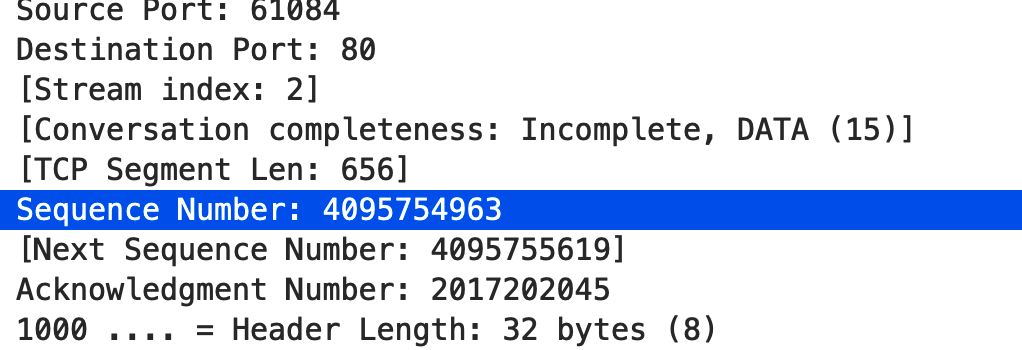 Source Port: 61084
Destination Port: 80
[Stream index: 2]
[Conversation completeness: Incomplete, DATA (15)]
[TCP Segment Len: 656]
Sequence Number: 4095754963
[Next Sequence Number: 4095755619]
Acknowledgment Number: 2017202045
1000 .... = Header Length: 32 bytes (8)